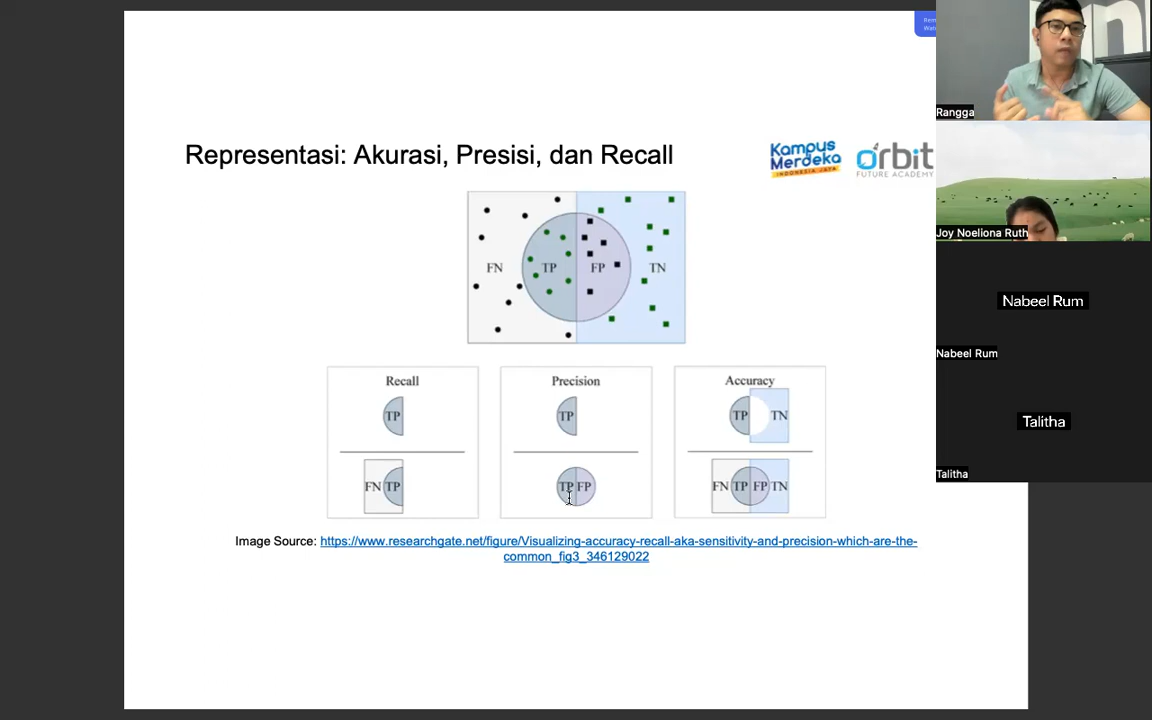 Rem
Wat
Rangga
Representasi: Akurasi, Presisi, dan Recall
Kampus
Merdeka
INDONESIA JAYA
orbit
FUTURE ACADEMY
Joy Noeliona Ruth
FN
TP
FP
TN
Nabeel Rum
Nabeel Rum
Recall
TP
FN TP
Precision
TP
TP FP
Accuracy
TP TN
FN TP FP TN
Talitha
Talitha
Image Source: https://www.researchgate.net/figure/Visualizing-accuracy-recall-aka-sensitivity-and-precision-which-are-the-
common_fig3_346129022